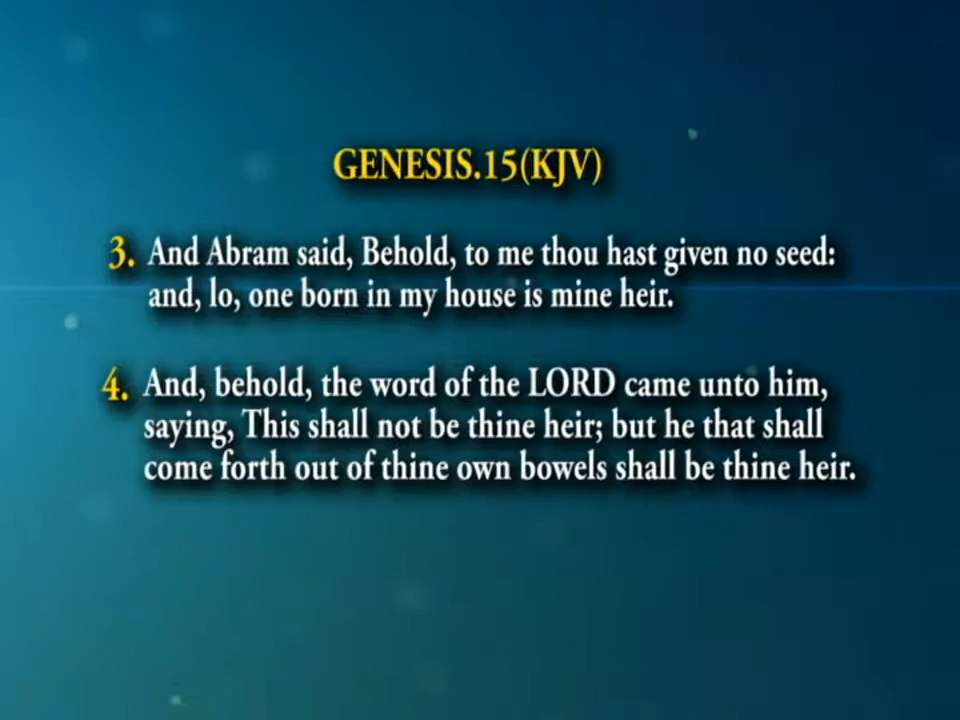 GENESIS.15(KJV)
3. And Abram said, Behold, to me thou hast given no seed:
and, lo, one born in my house is mine heir.
4. And, behold, the word of the LORD came unto him,
saying, This shall not be thine heir; but he that shall
come forth out of thine own bowels shall be thine heir.